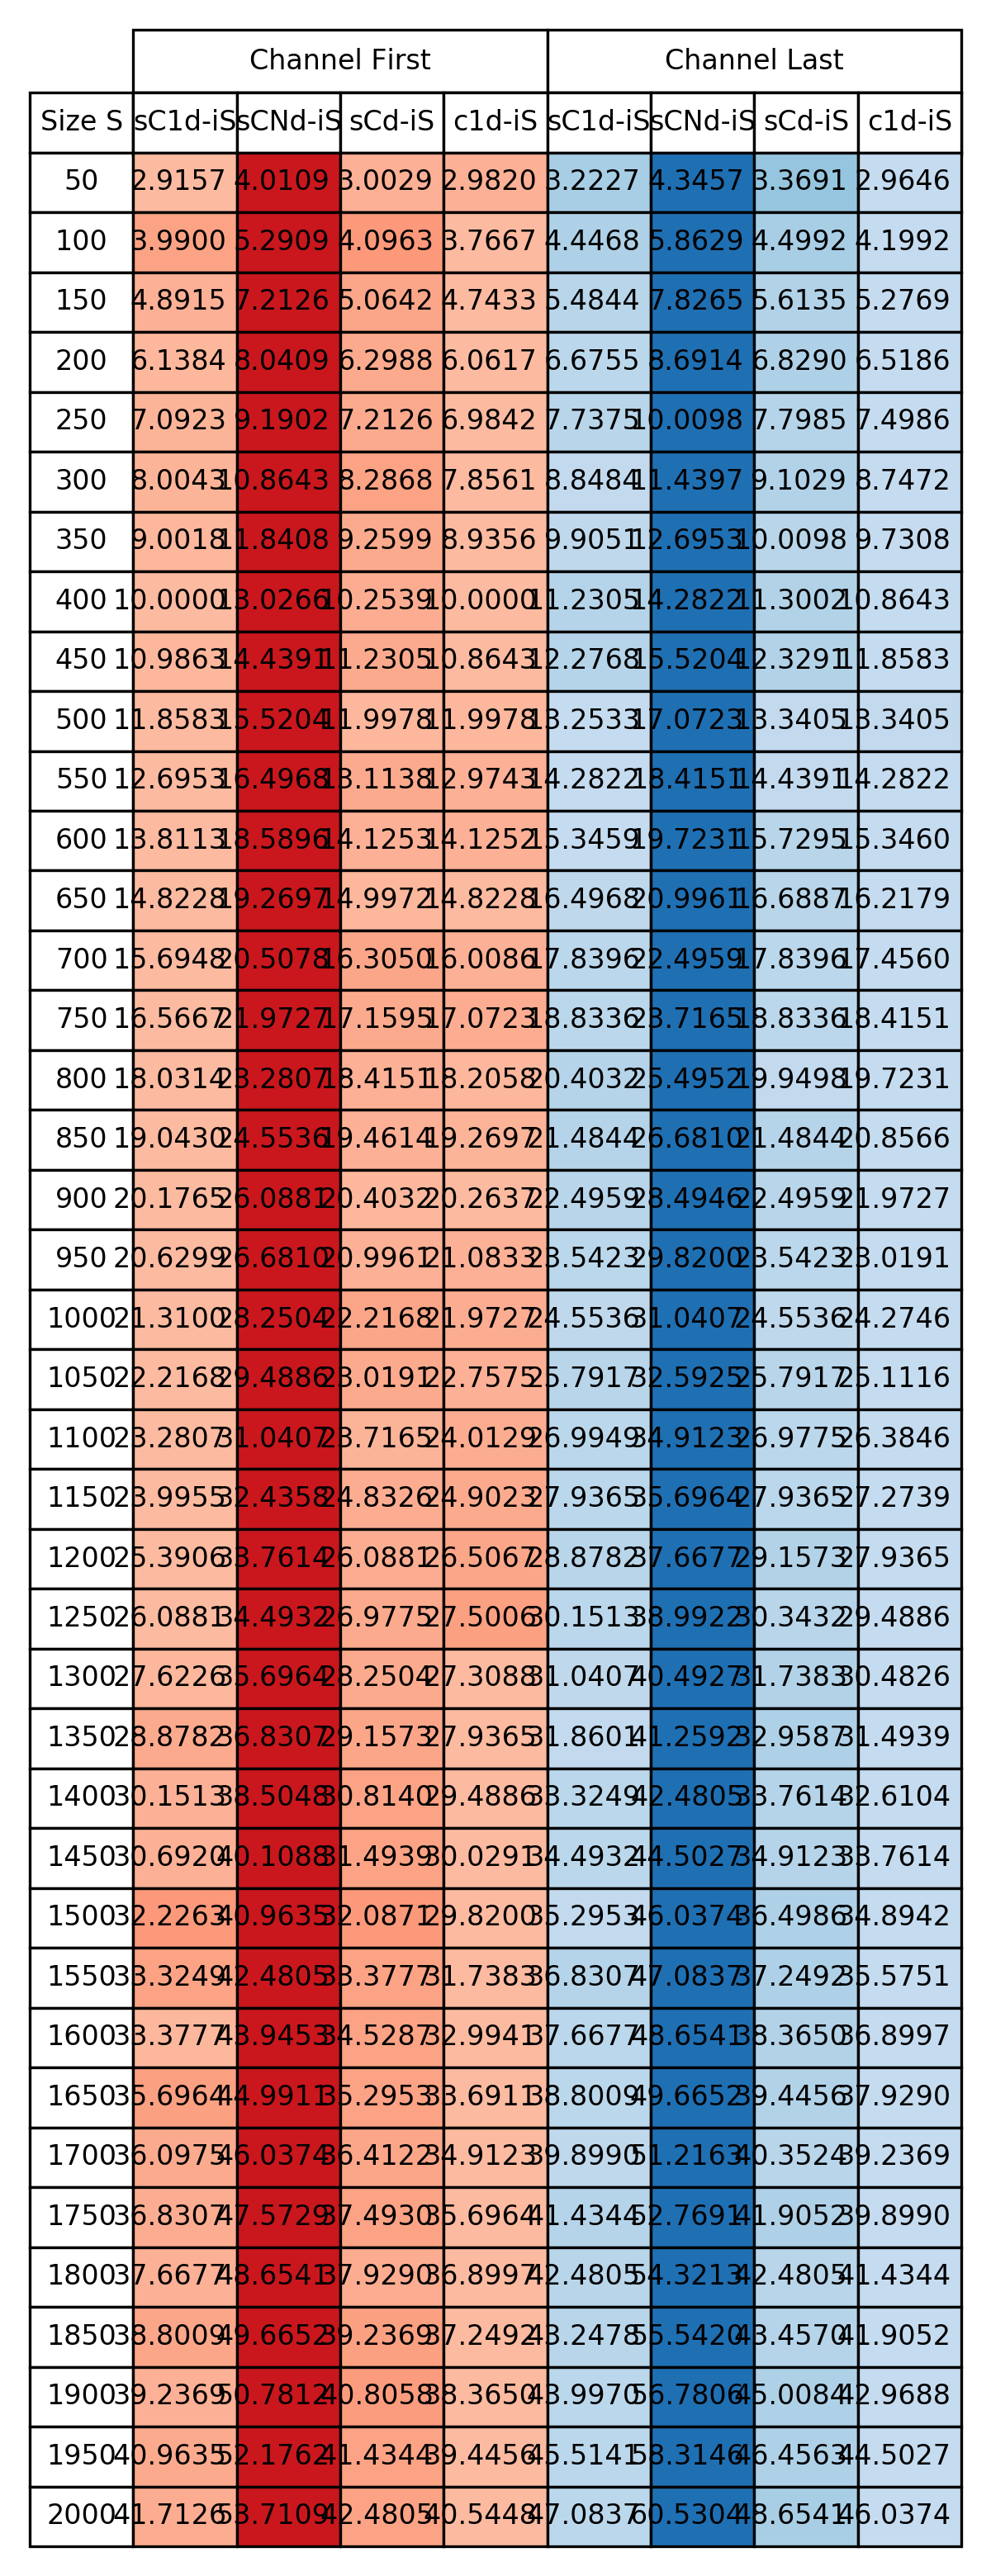 Channel First Channel Last
Size S sC1d-iS sCNd-iS sCd-iS c1d-iS sC1d-iS sCNd-iS sCd-iS c1d-iS
50 2.9157 4.0109 3.0029 2.9820 3.2227 4.3457 3.3691 2.9646
100 3.9900 5.2909 4.0963 3.7667 4.4468 5.8629 4.4992 4.1992
150 4.8915 7.2126 5.0642 4.7433 5.4844 7.8265 5.6135 5.2769
200 6.1384 8.0409 6.2988 6.0617 6.6755 8.6914 6.8290 6.5186
250 7.0923 9.1902 7.2126 6.9842 7.7375 10.0098 7.7985 7.4986
300 8.0043 10.8643 8.2868 7.8561 8.8484 11.4397 9.1029 8.7472
350 9.0018 11.8408 9.2599 8.9356 9.9051 12.6953 10.0098 9.7308
400 10.0000 13.0266 10.2539 10.0000 11.2305 14.2822 11.3002 10.8643
450 10.9863 14.4391 11.2305 10.8643 12.2768 15.5204 12.3291 11.8583
500 11.8583 15.5204 11.9978 11.9978 13.2533 17.0723 13.3405 13.3405
550 12.6953 16.4968 13.1138 12.9743 14.2822 18.4151 14.4391 14.2822
600 13.8113 18.5896 14.1253 14.1252 15.3459 19.7231 15.7295 15.3460
650 14.8228 19.2697 14.9972 14.8228 16.4968 20.9961 16.6887 16.2179
700 15.6948 20.5078 16.3050 16.0086 17.8396 22.4959 17.8396 17.4560
750 16.5667 21.9727 17.1595 17.0723 18.8336 23.7165 18.8336 18.4151
800 18.0314 23.2807 18.4151 18.2058 20.4032 25.4952 19.9498 19.7231
850 19.0430 24.5536 19.4614 19.2697 21.4844 26.6810 21.4844 20.8566
900 20.1765 26.0881 20.4032 20.2637 22.4959 28.4946 22.4959 21.9727
950 20.6299 26.6810 20.9961 21.0833 23.5423 29.8200 23.5423 23.0191
1000 21.3100 28.2504 22.2168 21.9727 24.5536 31.0407 24.5536 24.2746
1050 22.2168 29.4886 23.0191 22.7575 25.7917 32.5925 25.7917 25.1116
1100 23.2807 31.0407 23.7165 24.0129 26.9949 34.9123 26.9775 26.3846
1150 23.9955 32.4358 24.8326 24.9023 27.9365 35.6964 27.9365 27.2739
1200 25.3906 33.7614 26.0881 26.5067 28.8782 37.6677 29.1573 27.9365
1250 26.0881 34.4932 26.9775 27.5006 30.1513 38.9922 30.3432 29.4886
1300 27.6226 35.6964 28.2504 27.3088 31.0407 40.4927 31.7383 30.4826
1350 28.8782 36.8307 29.1573 27.9365 31.8601 41.2592 32.9587 31.4939
1400 30.1513 38.5048 30.8140 29.4886 33.3249 42.4805 33.7614 32.6104
1450 30.6920 40.1088 31.4939 30.0291 34.4932 44.5027 34.9123 33.7614
1500 32.2263 40.9635 32.0871 29.8200 35.2953 46.0374 36.4986 34.8942
1550 33.3249 42.4805 33.3777 31.7383 36.8307 47.0837 37.2492 35.5751
1600 33.3777 43.9453 34.5287 32.9941 37.6677 48.6541 38.3650 36.8997
1650 35.6964 44.9911 35.2953 33.6911 38.8009 49.6652 39.4456 37.9290
1700 36.0975 46.0374 36.4122 34.9123 39.8990 51.2163 40.3524 39.2369
1750 36.8307 47.5729 37.4930 35.6964 41.4344 52.7691 41.9052 39.8990
1800 37.6677 48.6541 37.9290 36.8997 42.4805 54.3213 42.4805 41.4344
1850 38.8009 49.6652 39.2369 37.2492 43.2478 55.5420 43.4570 41.9052
1900 39.2369 50.7812 40.8058 38.3650 43.9970 56.7806 45.0084 42.9688
1950 40.9635 52.1762 41.4344 39.4456 45.5141 58.3146 46.4563 44.5027
2000 41.7126 53.7109 42.4805 40.5448 47.0837 60.5304 48.6541 46.0374